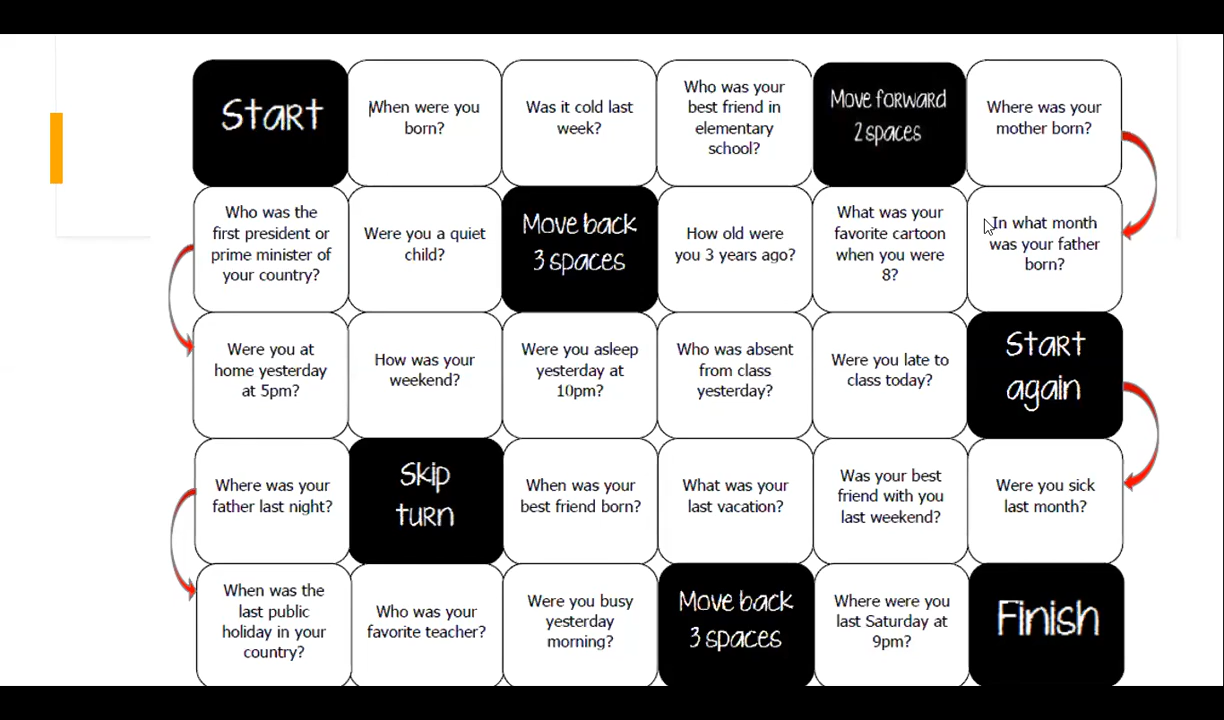 Start
When were you
born?
Was it cold last
week?
Who was your
best friend in
elementary
school?
Move forward
2 spaces
Where was your
mother born?
Who was the
first president or
prime minister of
your country?
Were you a quiet
child?
Move back
3 spaces
How old were
you 3 years ago?
What was your
favorite cartoon
when you were
8?
In what month
was your father
born?
Were you at
home yesterday
at 5pm?
How was your
weekend?
Were you asleep
yesterday at
10pm?
Who was absent
from class
yesterday?
Were you late to
class today?
Start
again
Where was your
father last night?
Skip
turn
When was your
best friend born?
What was your
last vacation?
Was your best
friend with you
last weekend?
Were you sick
last month?
When was the
last public
holiday in your
country?
Who was your
favorite teacher?
Were you busy
yesterday
morning?
Move back
3 spaces
Where were you
last Saturday at
9pm?
Finish